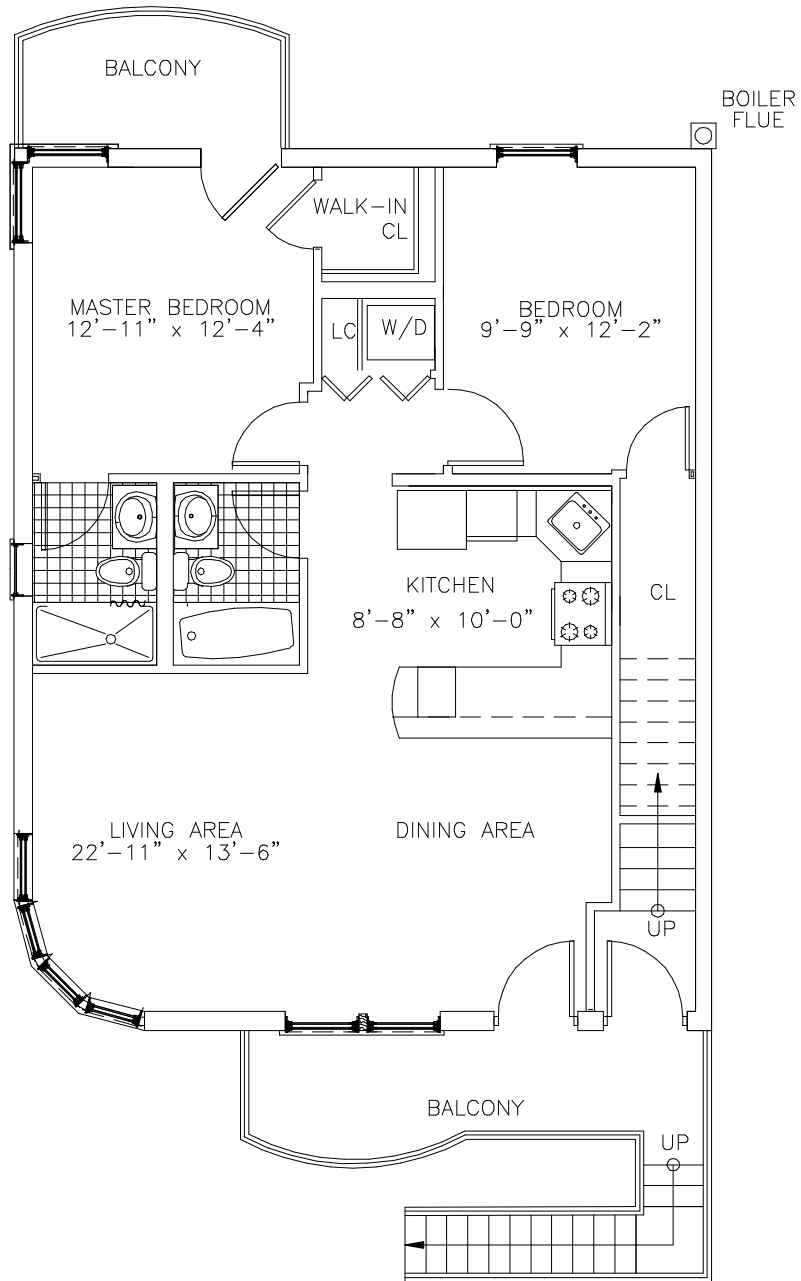 BALCONY
BOILER
FLUE
WALK-IN
CL
MASTER BEDROOM
12'-11" x 12'-4"
LC
W/D
BEDROOM
9'-9" x 12'-2"
KITCHEN
8'-8" x 10'-0"
CL
LIVING AREA
22'-11" x 13'-6"
DINING AREA
UP
BALCONY
UP